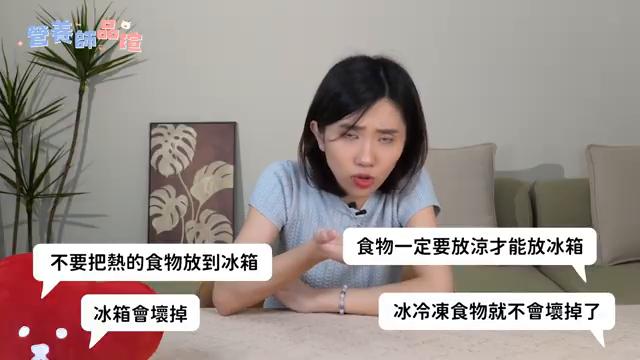 營養師品瑄
食物一定要放涼才能放冰箱
不要把熱的食物放到冰箱
冰箱會壞掉
冰冷凍食物就不會壞掉了